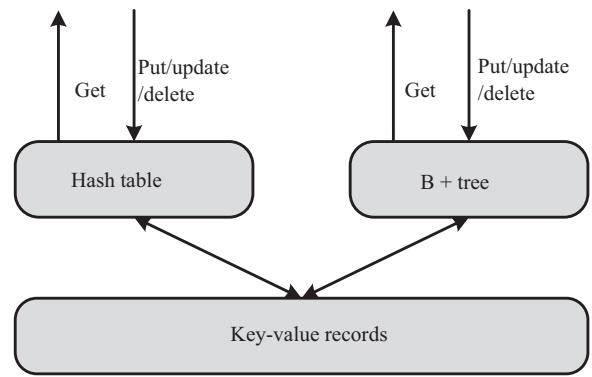 Get
Put/update
/delete
Get
Put/update
/delete
Hash table
B + tree
Key-value records